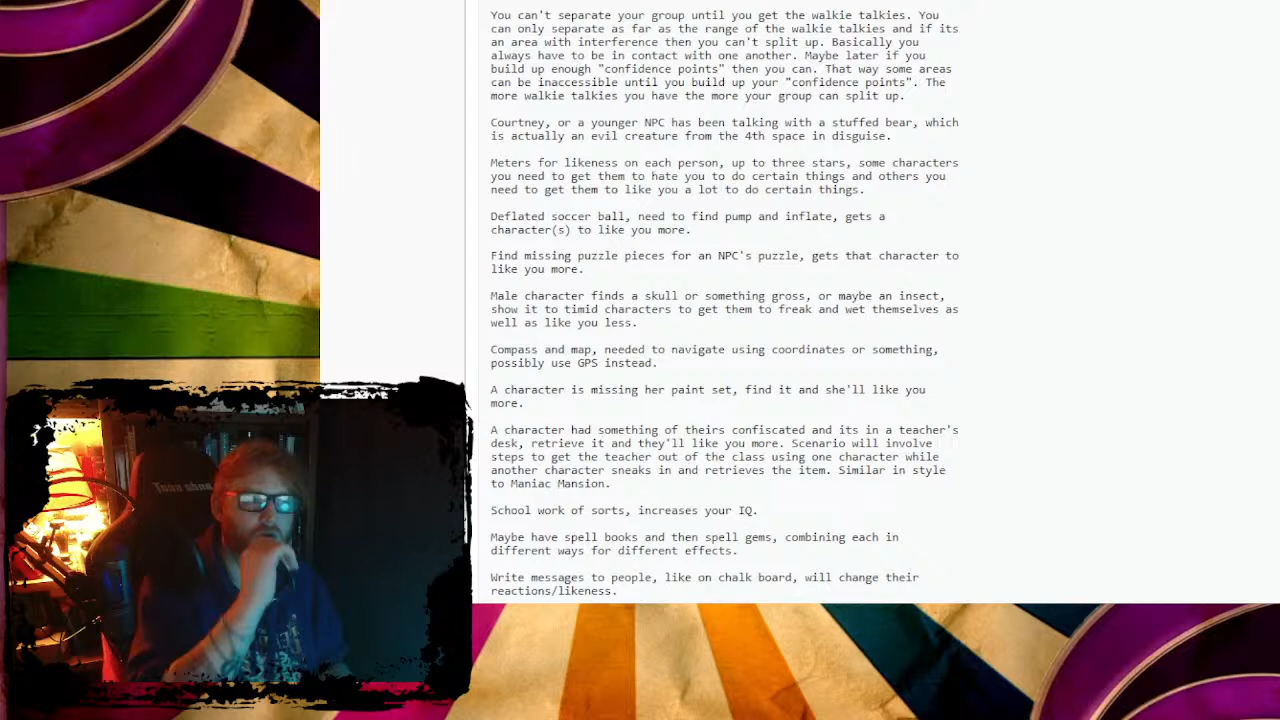 You can't separate your group until you get the walkie talkies. You
can only separate as far as the range of the walkie talkies and if its
an area with interference then you can't split up. Basically you
always have to be in contact with one another. Maybe later if you
build up enough "confidence points" then you can. That way some areas
can be inaccessible until you build up your "confidence points". The
more walkie talkies you have the more your group can split up.
Courtney, or a younger NPC has been talking with a stuffed bear, which
is actually an evil creature from the 4th space in disguise.
Meters for likeness on each person, up to three stars, some characters
you need to get them to hate you to do certain things and others you
need to get them to like you a lot to do certain things.
Deflated soccer ball, need to find pump and inflate, gets a
character(s) to like you more.
Find missing puzzle pieces for an NPC's puzzle, gets that character to
like you more.
Male character finds a skull or something gross, or maybe an insect,
show it to timid characters to get them to freak and wet themselves as
well as like you less.
Compass and map, needed to navigate using coordinates or something,
possibly use GPS instead.
A character is missing her paint set, find it and she'll like you
more.
A character had something of theirs confiscated and its in a teacher's
desk, retrieve it and they'll like you more. Scenario will involve
steps to get the teacher out of the class using one character while
another character sneaks in and retrieves the item. Similar in style
to Maniac Mansion.
School work of sorts, increases your IQ.
Maybe have spell books and then spell gems, combining each in
different ways for different effects.
Write messages to people, like on chalk board, will change their
reactions/likeness.